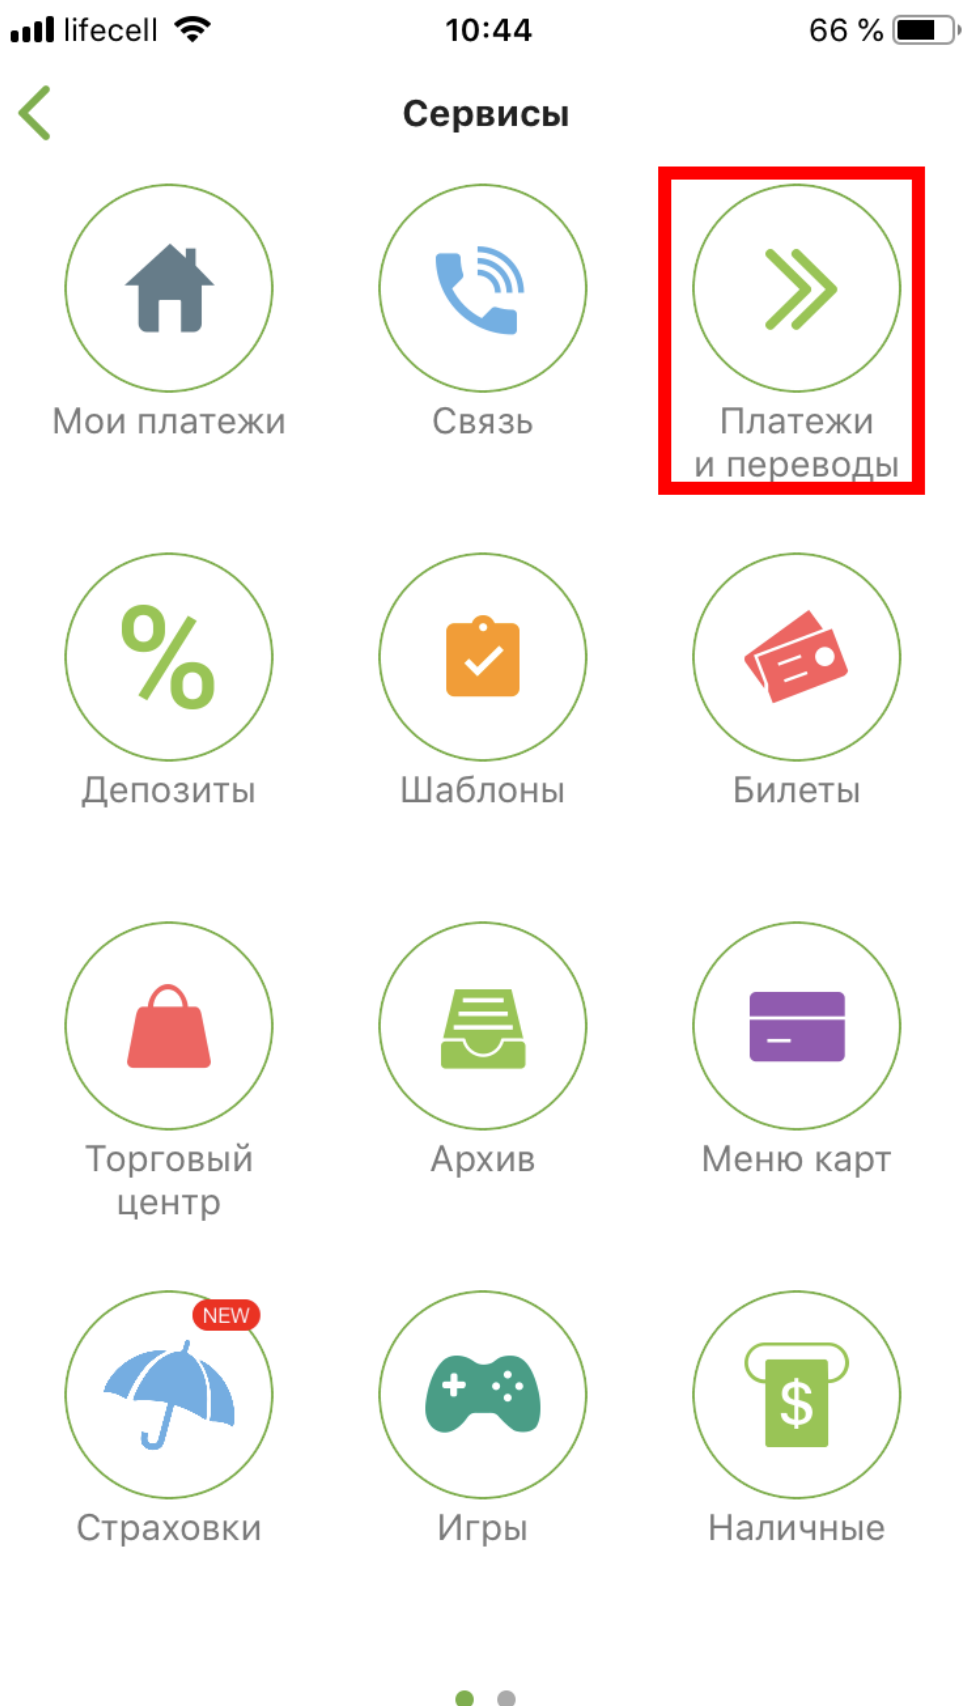 lifecell 10:44 66 %
Сервисы
Мои платежи
Связь
Платежи
и переводы
Депозиты
Шаблоны
Билеты
Торговый
центр
Архив
Меню карт
NEW
$
Страховки
Игры
Наличные